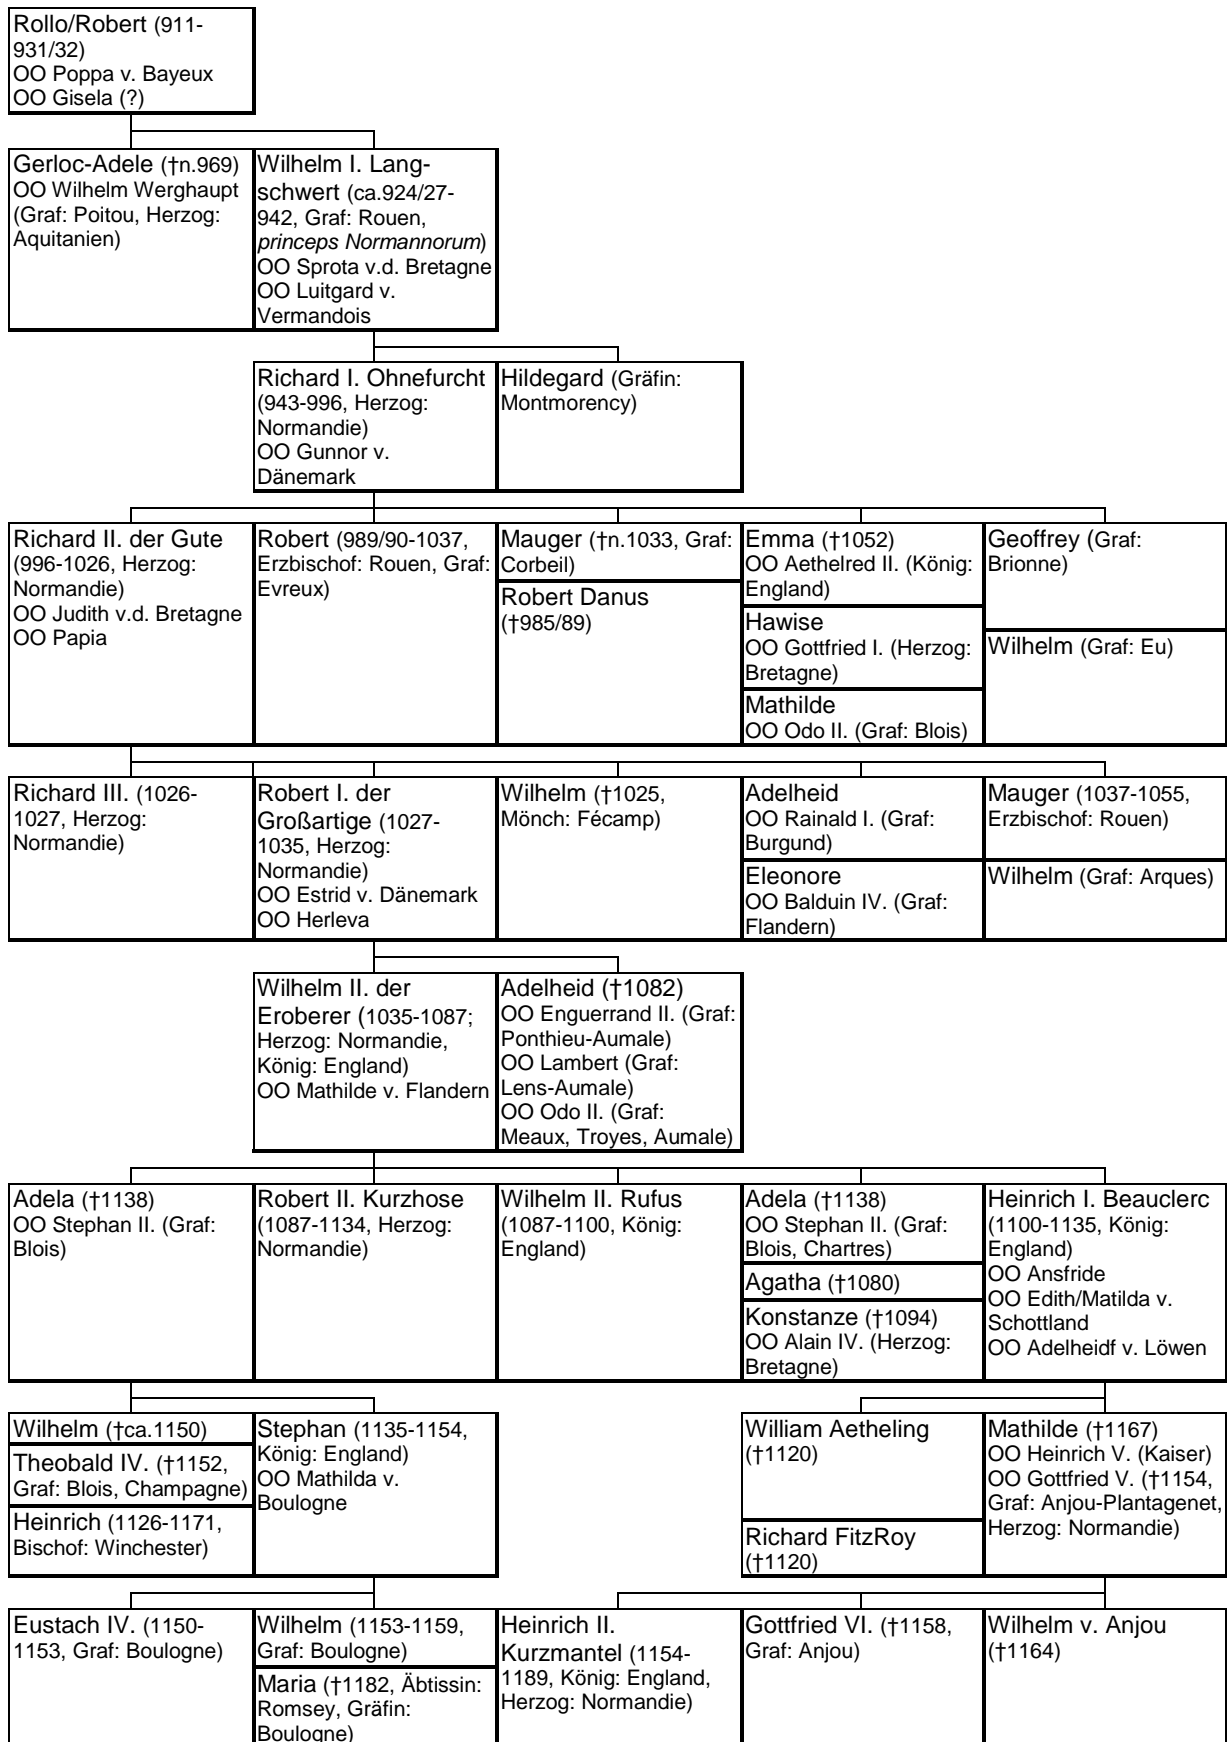 Rollo/Robert (911-
931/32)
OO Poppa v. Bayeux
OO Gisela (?)
Gerloc-Adele (†n.969)
OO Wilhelm Werghaupt
(Graf: Poitou, Herzog:
Aquitanien)
Wilhelm I. Lang-
schwert (ca.924/27-
942, Graf: Rouen,
princeps Normannorum)
OO Sprota v.d. Bretagne
OO Luitgard v.
Vermandois
Richard I. Ohnefurcht
(943-996, Herzog:
Normandie)
OO Gunnor v.
Dänemark
Hildegard (Gräfin:
Montmorency)
Richard II. der Gute
(996-1026, Herzog:
Normandie)
OO Judith v.d. Bretagne
OO Papia
Robert (989/90-1037,
Erzbischof: Rouen, Graf:
Evreux)
Mauger (†n.1033, Graf:
Corbeil)
Robert Danus
(†985/89)
Emma (†1052)
OO Aethelred II. (König:
England)
Hawise
OO Gottfried I. (Herzog:
Bretagne)
Mathilde
OO Odo II. (Graf: Blois)
Geoffrey (Graf:
Brionne)
Wilhelm (Graf: Eu)
Richard III. (1026-
1027, Herzog:
Normandie)
Robert I. der
Großartige (1027-
1035, Herzog:
Normandie)
OO Estrid v. Dänemark
OO Herleva
Wilhelm (†1025,
Mönch: Fécamp)
Adelheid
OO Rainald I. (Graf:
Burgund)
Eleonore
OO Balduin IV. (Graf:
Flandern)
Mauger (1037-1055,
Erzbischof: Rouen)
Wilhelm (Graf: Arques)
Wilhelm II. der
Eroberer (1035-1087;
Herzog: Normandie,
König: England)
OO Mathilde v. Flandern
Adelheid (†1082)
OO Enguerrand II. (Graf:
Ponthieu-Aumale)
OO Lambert (Graf:
Lens-Aumale)
OO Odo II. (Graf:
Meaux, Troyes, Aumale)
Adela (†1138)
OO Stephan II. (Graf:
Blois)
Robert II. Kurzhose
(1087-1134, Herzog:
Normandie)
Wilhelm II. Rufus
(1087-1100, König:
England)
Adela (†1138)
OO Stephan II. (Graf:
Blois, Chartres)
Agatha (†1080)
Konstanze (†1094)
OO Alain IV. (Herzog:
Bretagne)
Heinrich I. Beauclerc
(1100-1135, König:
England)
OO Ansfride
OO Edith/Matilda v.
Schottland
OO Adelheidf v. Löwen
Wilhelm (†ca.1150)
Theobald IV. (†1152,
Graf: Blois, Champagne)
Heinrich (1126-1171,
Bischof: Winchester)
Stephan (1135-1154,
König: England)
OO Mathilda v.
Boulogne
William Aetheling
(†1120)
Richard FitzRoy
(†1120)
Mathilde (†1167)
OO Heinrich V. (Kaiser)
OO Gottfried V. (†1154,
Graf: Anjou-Plantagenet,
Herzog: Normandie)
Eustach IV. (1150-
1153, Graf: Boulogne)
Wilhelm (1153-1159,
Graf: Boulogne)
Maria (†1182, Äbtissin:
Romsey, Gräfin:
Boulogne)
Heinrich II.
Kurzmantel (1154-
1189, König: England,
Herzog: Normandie)
Gottfried VI. (†1158,
Graf: Anjou)
Wilhelm v. Anjou
(†1164)